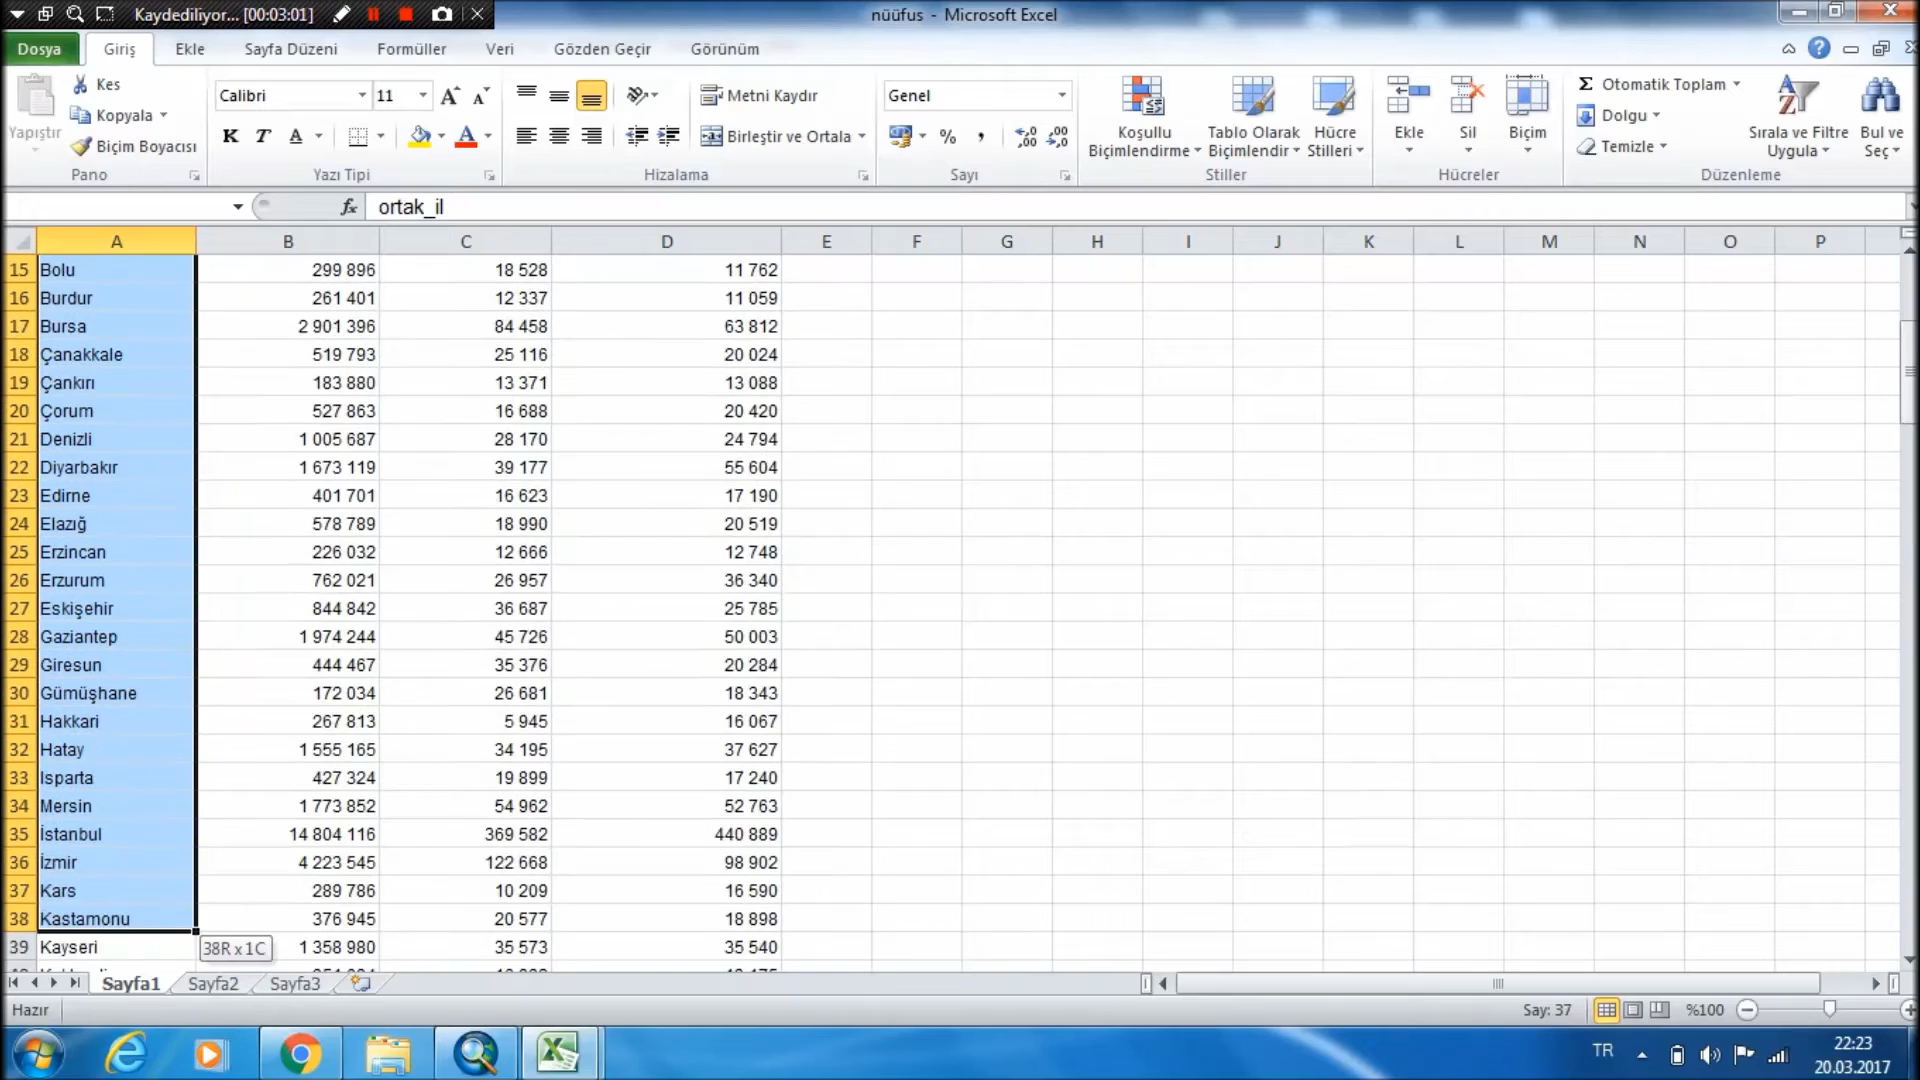 Kaydediliyor... [00:03:01]
nüüfus - Microsoft Excel
Dosya Giriş Ekle Sayfa Düzeni Formüller Veri Gözden Geçir Görünüm
Yapıştır
Kes
Kopyala
Biçim Boyacısı
Pano
Calibri 11
K T A
Yazı Tipi
Metni Kaydır
Birleştir ve Ortala
Hizalama
Genel
Sayı
Koşullu Biçimlendirme
Tablo Olarak Biçimlendir
Hücre Stilleri
Stiller
Ekle Sil Biçim
Hücreler
Σ Otomatik Toplam
Dolgu
Temizle
Sırala ve Filtre Uygula
Bul ve Seç
Düzenleme
fx ortak_il
A B C D E F G H I J K L M N O P
15 Bolu 299 896 18 528 11 762
16 Burdur 261 401 12 337 11 059
17 Bursa 2 901 396 84 458 63 812
18 Çanakkale 519 793 25 116 20 024
19 Çankırı 183 880 13 371 13 088
20 Çorum 527 863 16 688 20 420
21 Denizli 1 005 687 28 170 24 794
22 Diyarbakır 1 673 119 39 177 55 604
23 Edirne 401 701 16 623 17 190
24 Elazığ 578 789 18 990 20 519
25 Erzincan 226 032 12 666 12 748
26 Erzurum 762 021 26 957 36 340
27 Eskişehir 844 842 36 687 25 785
28 Gaziantep 1 974 244 45 726 50 003
29 Giresun 444 467 35 376 20 284
30 Gümüşhane 172 034 26 681 18 343
31 Hakkari 267 813 5 945 16 067
32 Hatay 1 555 165 34 195 37 627
33 Isparta 427 324 19 899 17 240
34 Mersin 1 773 852 54 962 52 763
35 İstanbul 14 804 116 369 582 440 889
36 İzmir 4 223 545 122 668 98 902
37 Kars 289 786 10 209 16 590
38 Kastamonu 376 945 20 577 18 898
39 Kayseri 1 358 980 35 573 35 540
38R x 1C
Sayfa1 Sayfa2 Sayfa3
Hazır
Say: 37 %100
TR
22:23
20.03.2017